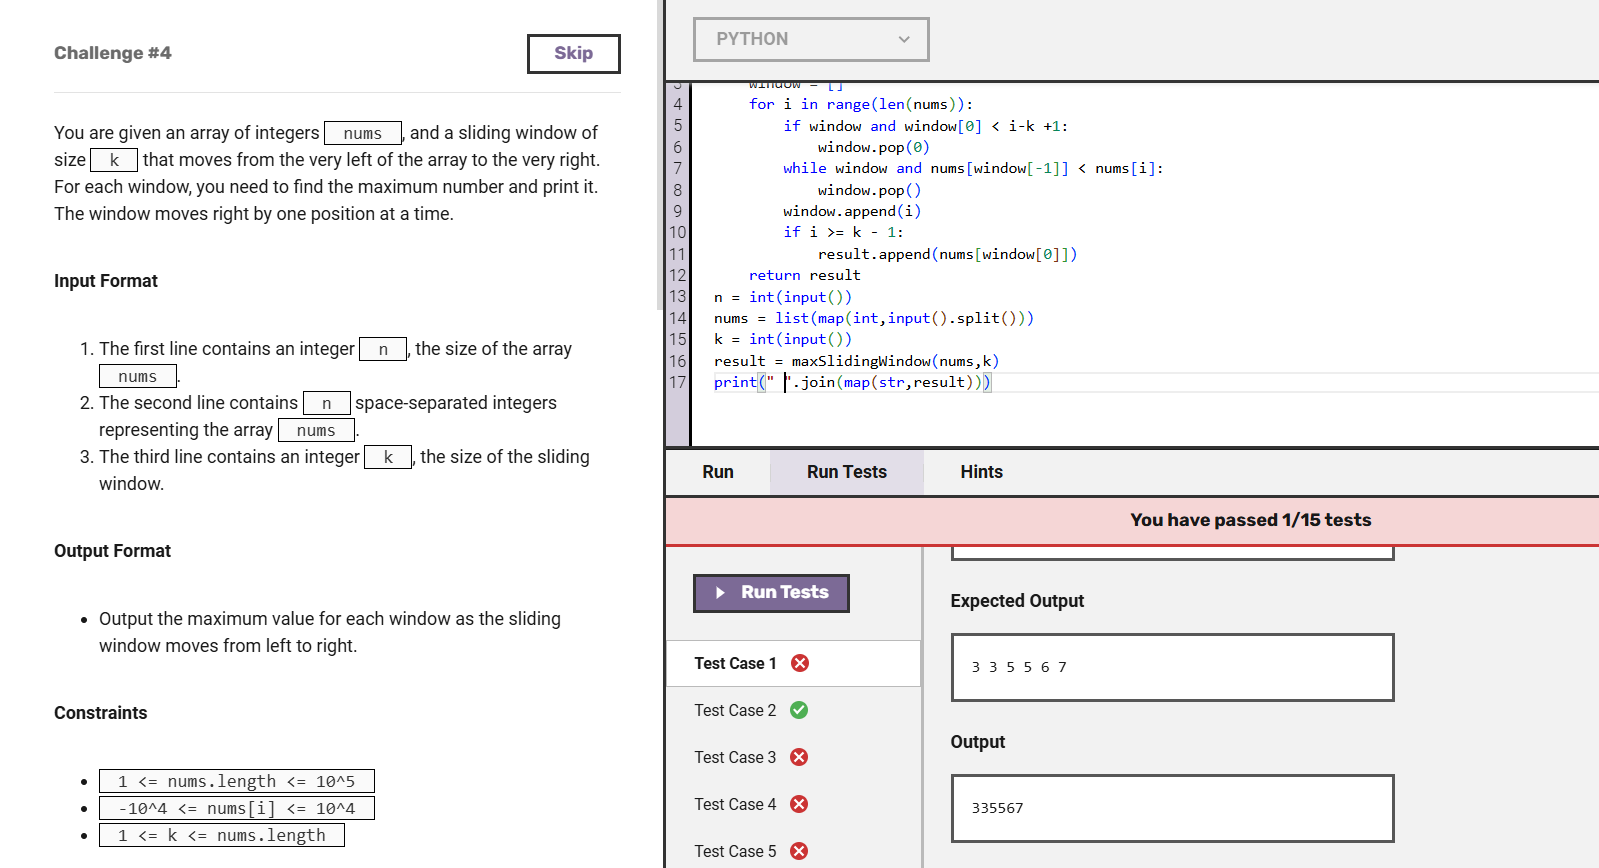 Challenge #4
Skip
You are given an array of integers nums, and a sliding window of
size k that moves from the very left of the array to the very right.
For each window, you need to find the maximum number and print it.
The window moves right by one position at a time.
Input Format
1. The first line contains an integer n, the size of the array
nums.
2. The second line contains n space-separated integers
representing the array nums.
3. The third line contains an integer k, the size of the sliding
window.
Output Format
• Output the maximum value for each window as the sliding
window moves from left to right.
Constraints
• 1 <= nums.length <= 10^5
• -10^4 <= nums[i] <= 10^4
• 1 <= k <= nums.length
PYTHON
3 window = []
4 for i in range(len(nums)):
5 if window and window[0] < i-k +1:
6 window.pop(0)
7 while window and nums[window[-1]] < nums[i]:
8 window.pop()
9 window.append(i)
10 if i >= k - 1:
11 result.append(nums[window[0]])
12 return result
13 n = int(input())
14 nums = list(map(int,input().split()))
15 k = int(input())
16 result = maxSlidingWindow(nums,k)
17 print(" ".join(map(str,result)))
Run Run Tests Hints
You have passed 1/15 tests
Run Tests
Test Case 1
Test Case 2
Test Case 3
Test Case 4
Test Case 5
Expected Output
3 3 5 5 6 7
Output
335567